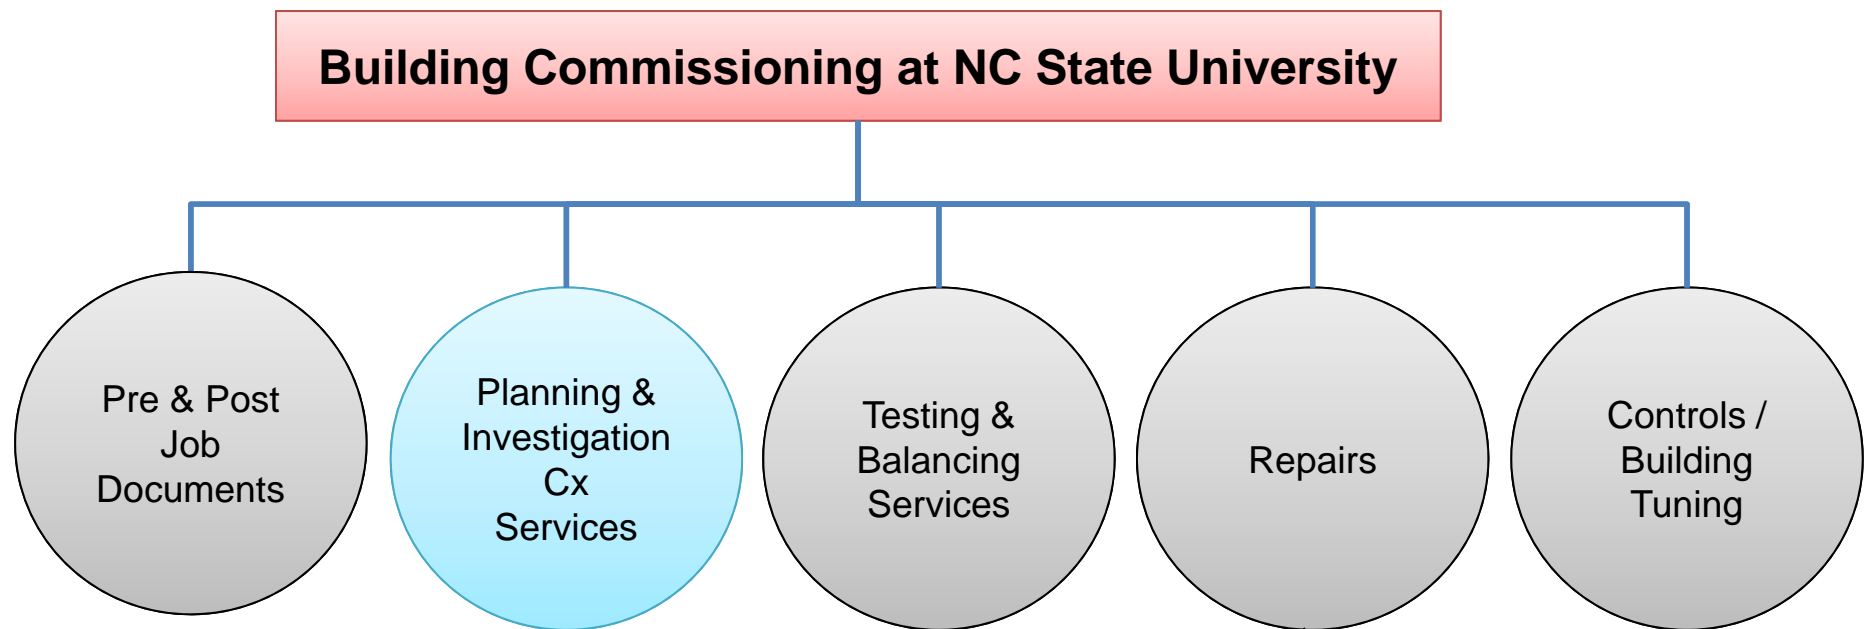 Building Commissioning at NC State University
Pre & Post
Job
Documents
Planning &
Investigation
Cx
Services
Testing &
Balancing
Services
Repairs
Controls /
Building
Tuning